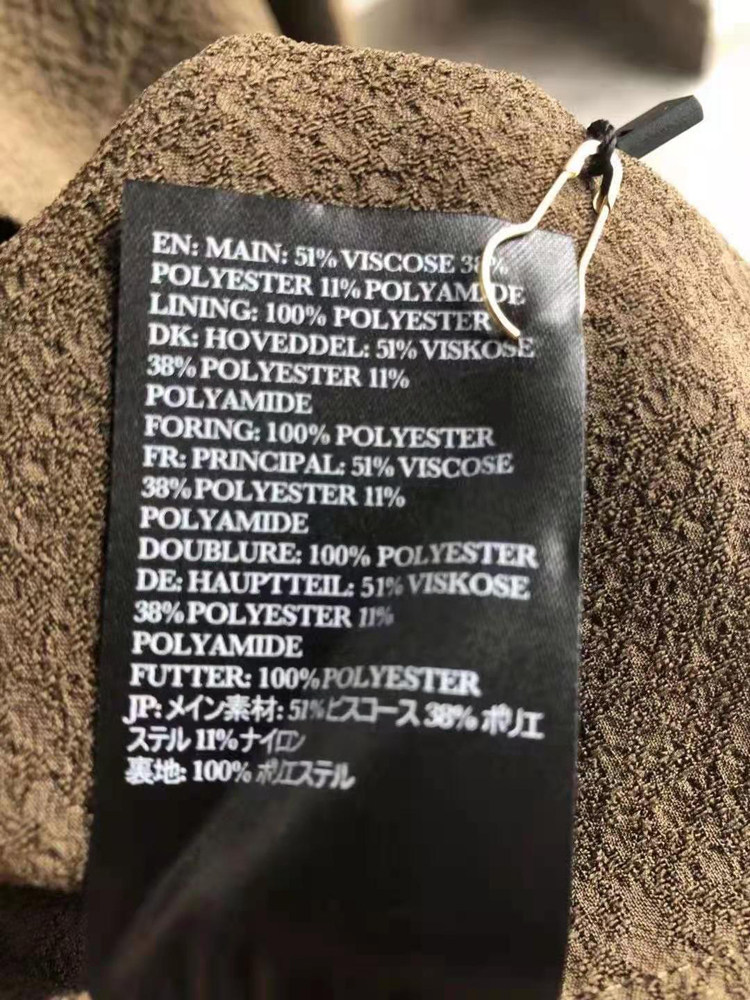 EN: MAIN: 51% VISCOSE 38%
POLYESTER 11% POLYAMIDE
LINING: 100% POLYESTER
DK: HOVEDDEL: 51% VISKOSE
38% POLYESTER 11%
POLYAMIDE
FORING: 100% POLYESTER
FR: PRINCIPAL: 51% VISCOSE
38% POLYESTER 11%
POLYAMIDE
DOUBLURE: 100% POLYESTER
DE: HAUPTTEIL: 51% VISKOSE
38% POLYESTER 11%
POLYAMIDE
FUTTER: 100% POLYESTER
JP: メイン素材: 51% ビスコース 38% ポリエ
ステル 11% ナイロン
裏地: 100% ポリエステル